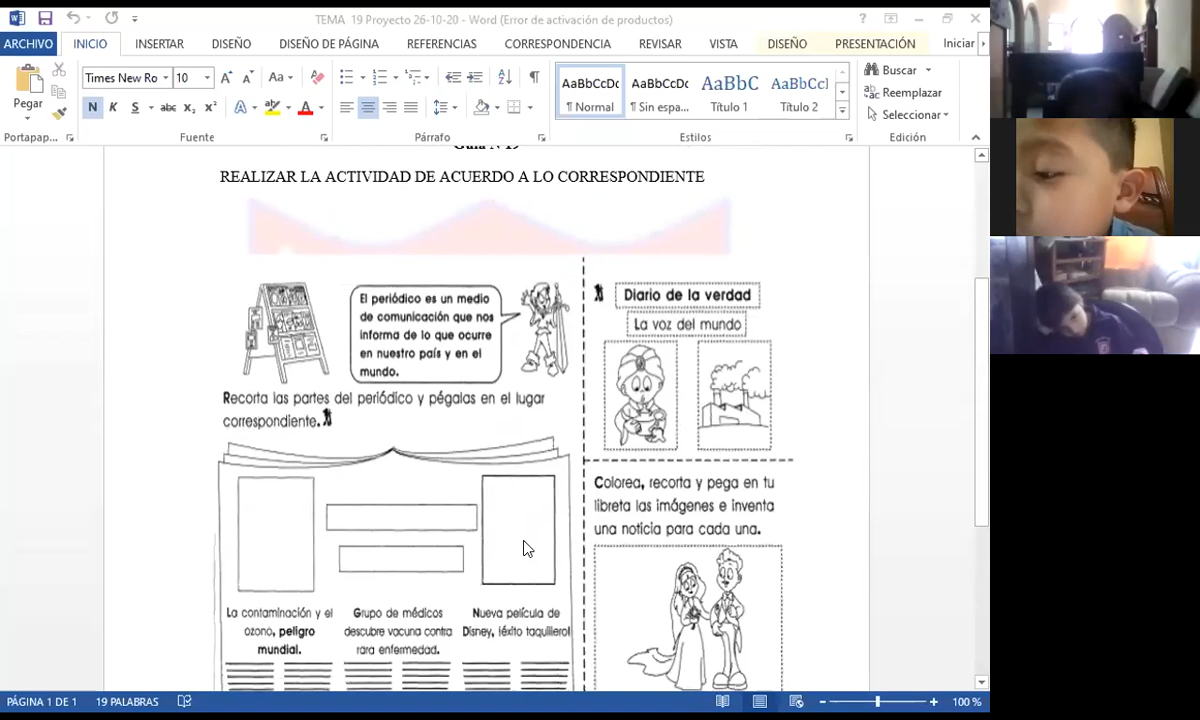 TEMA 19 Proyecto 26-10-20 - Word (Error de activación de productos)
ARCHIVO INICIO INSERTAR DISEÑO DISEÑO DE PÁGINA REFERENCIAS CORRESPONDENCIA REVISAR VISTA DISEÑO PRESENTACIÓN Iniciar
Pegar
Times New Ro 10
N K S abc x₂ x²
AaBbCcDc AaBbCcDc AaBbC AaBbCcI
¶ Normal ¶ Sin espa... Título 1 Título 2
Buscar
Reemplazar
Seleccionar
Portapap... Fuente Párrafo Estilos Edición
Guía N°19
REALIZAR LA ACTIVIDAD DE ACUERDO A LO CORRESPONDIENTE
El periódico es un medio
de comunicación que nos
informa de lo que ocurre
en nuestro país y en el
mundo.
Recorta las partes del periódico y pégalas en el lugar
correspondiente.
La contaminación y el
ozono, peligro
mundial.
Grupo de médicos
descubre vacuna contra
rara enfermedad.
Nueva película de
Disney, ¡éxito taquillero!
Diario de la verdad
La voz del mundo
Colorea, recorta y pega en tu
libreta las imágenes e inventa
una noticia para cada una.
PÁGINA 1 DE 1 19 PALABRAS 100 %